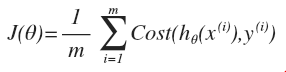 J(θ)= 1/m ∑_{i=1}^{m} Cost(h_θ(x^{(i)}),y^{(i)})